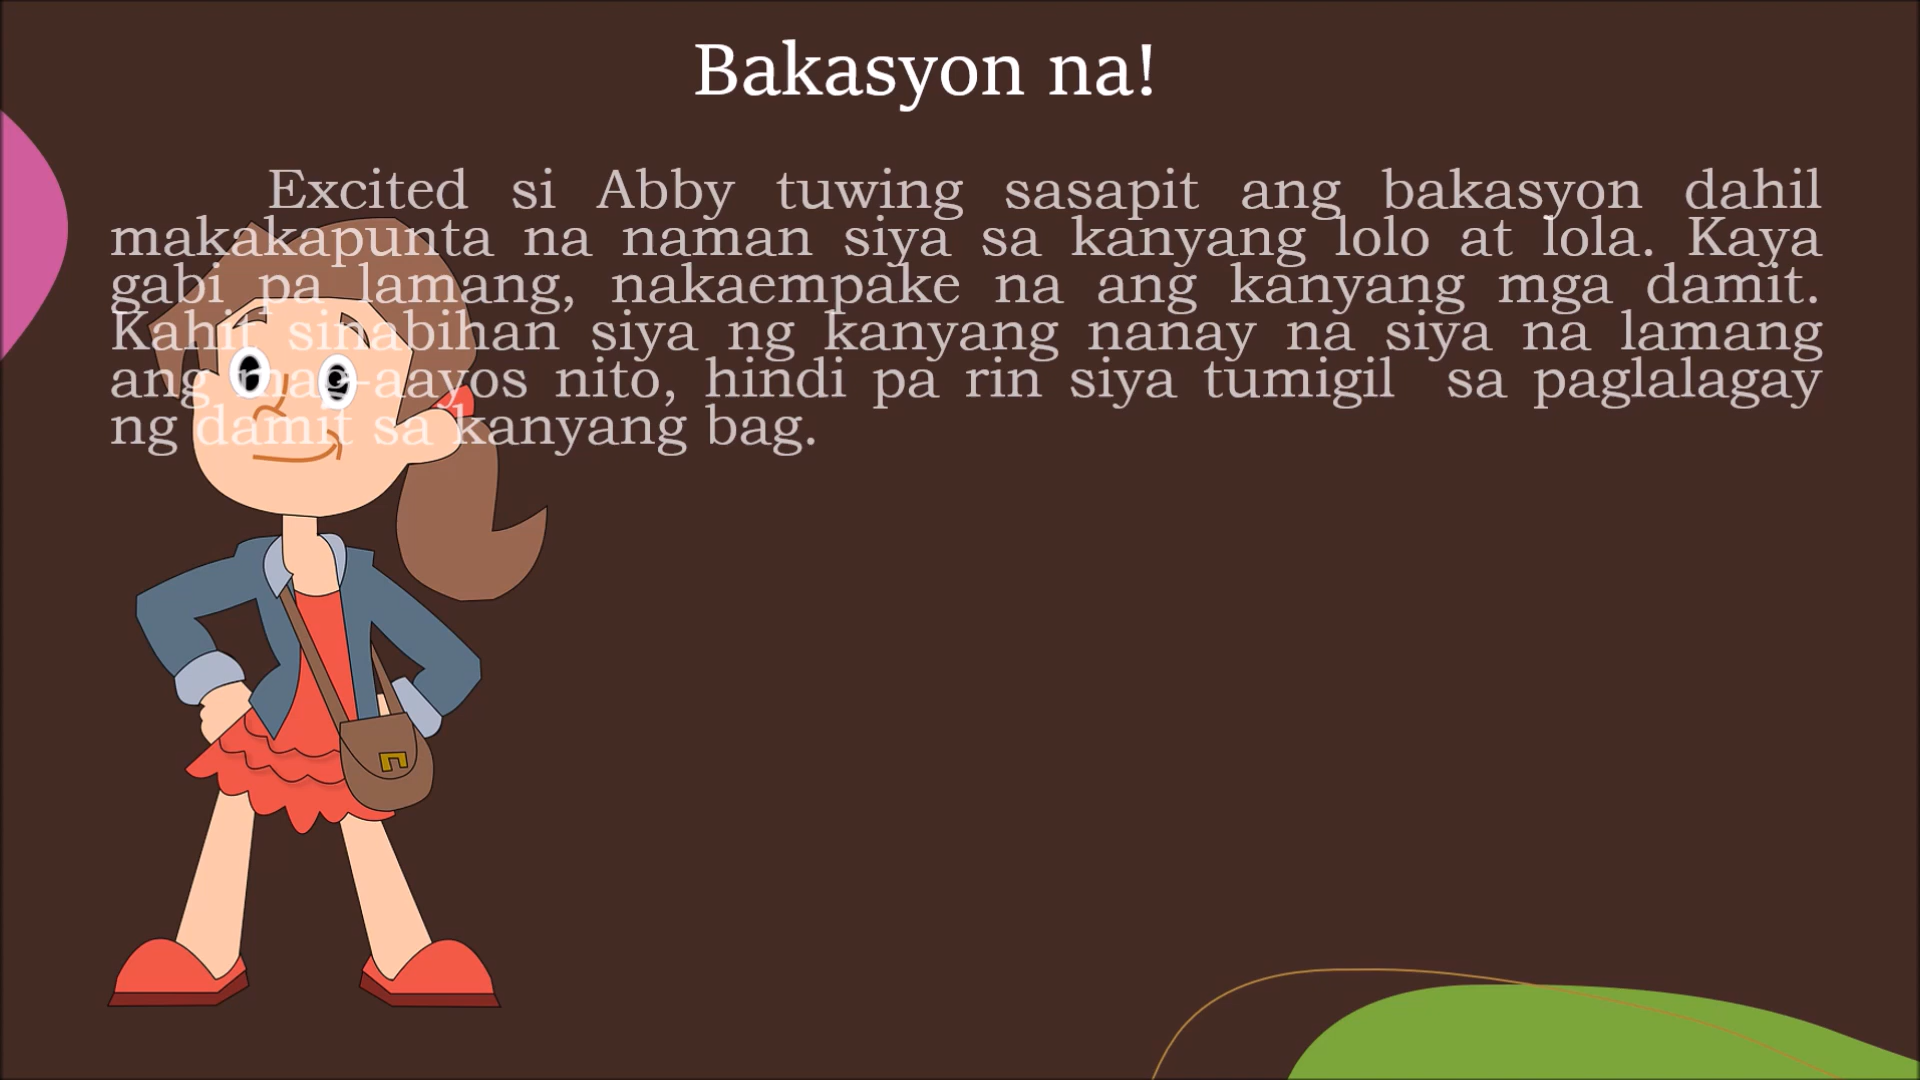 Bakasyon na!
Excited si Abby tuwing sasapit ang bakasyon dahil
makakapunta na naman siya sa kanyang lolo at lola. Kaya
gabi pa lamang, nakaempake na ang kanyang mga damit.
Kahit sinabihan siya ng kanyang nanay na siya na lamang
ang mag-aayos nito, hindi pa rin siya tumigil sa paglalagay
ng damit sa kanyang bag.